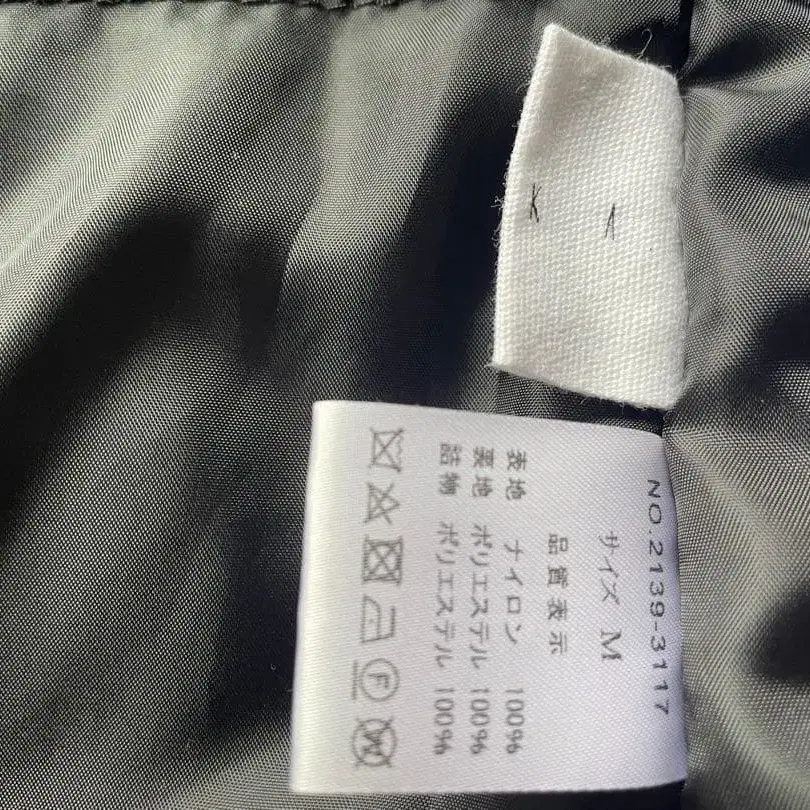 K A
NO.2139-3117
サイズ M
品質表示
表地 ナイロン 100%
裏地 ポリエステル 100%
詰物 ポリエステル 100%
F
W